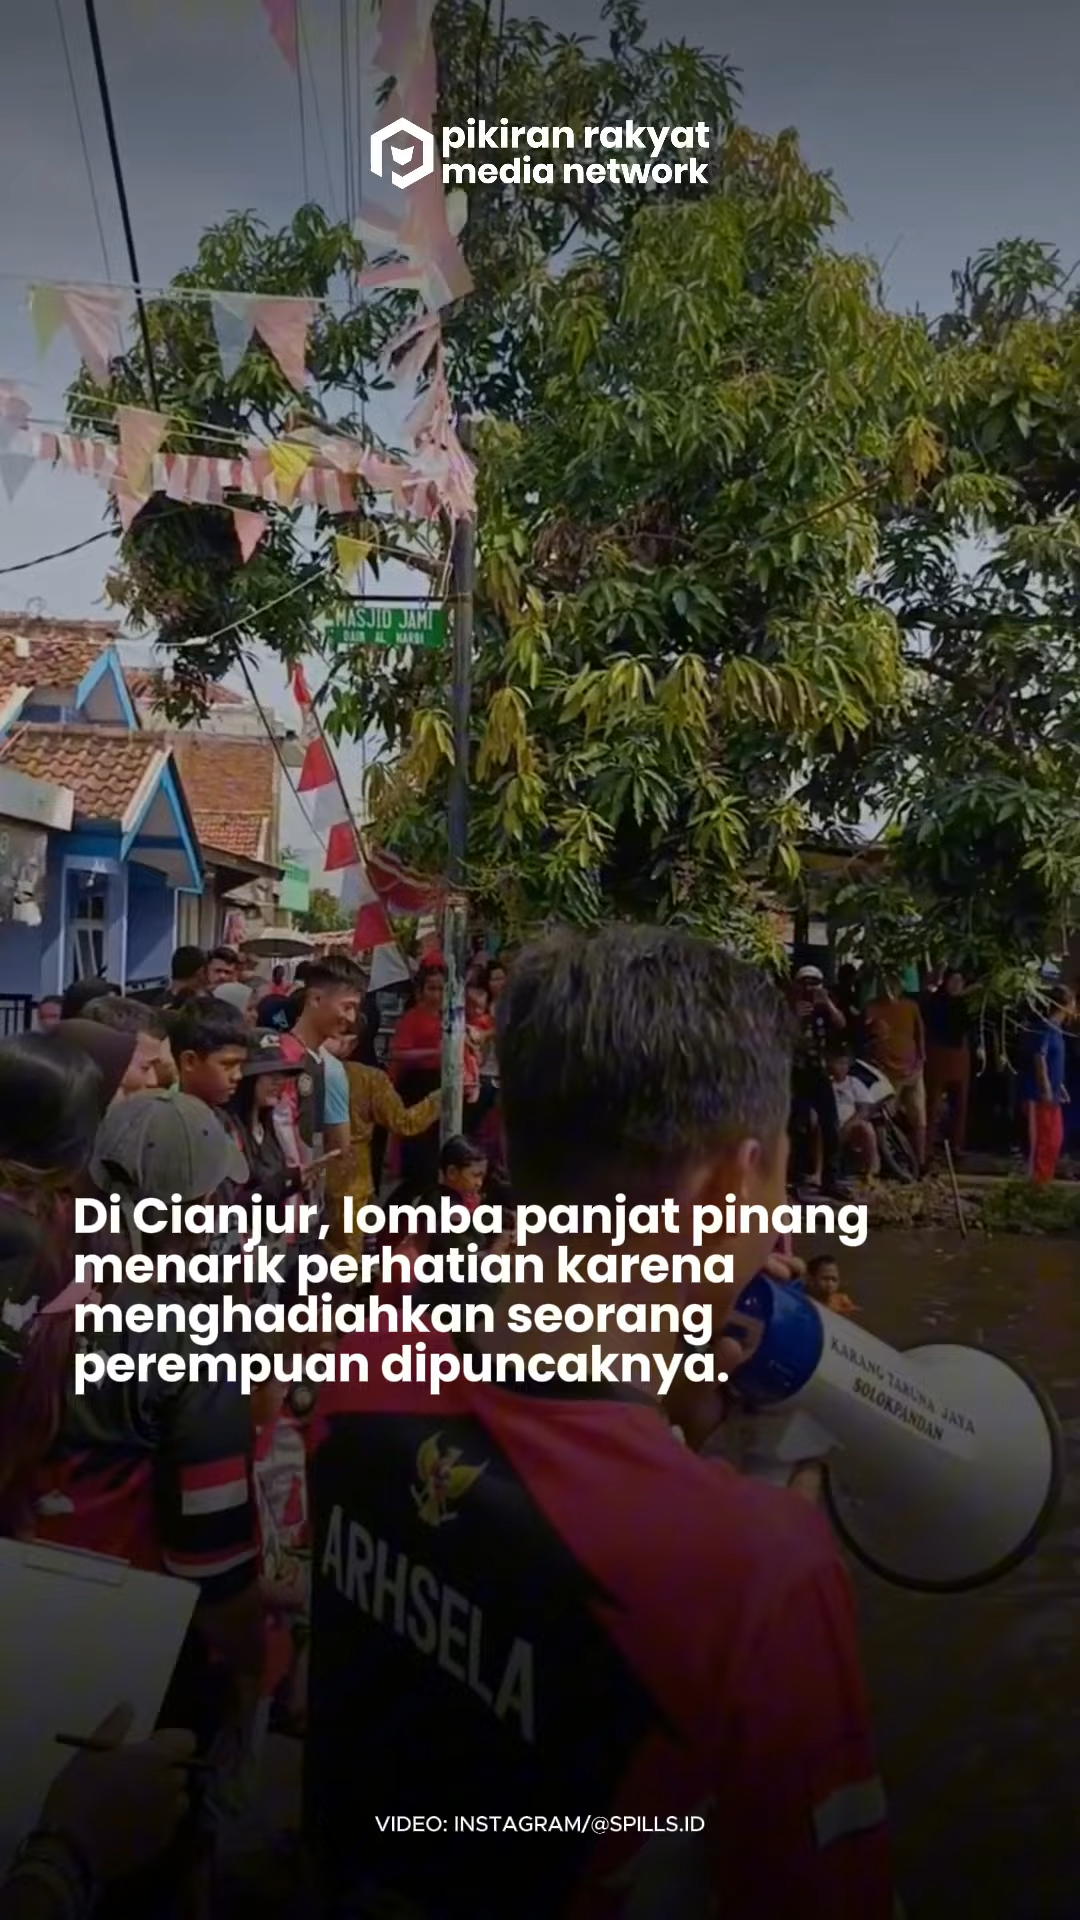 pikiran rakyat
media network
MASJID JAMI
Di Cianjur, lomba panjat pinang
menarik perhatian karena
menghadiahkan seorang
perempuan dipuncaknya.
KARANG TARUNA JAYA
SOLOKPANDAN
ARHSELA
VIDEO: INSTAGRAM/@SPILLS.ID